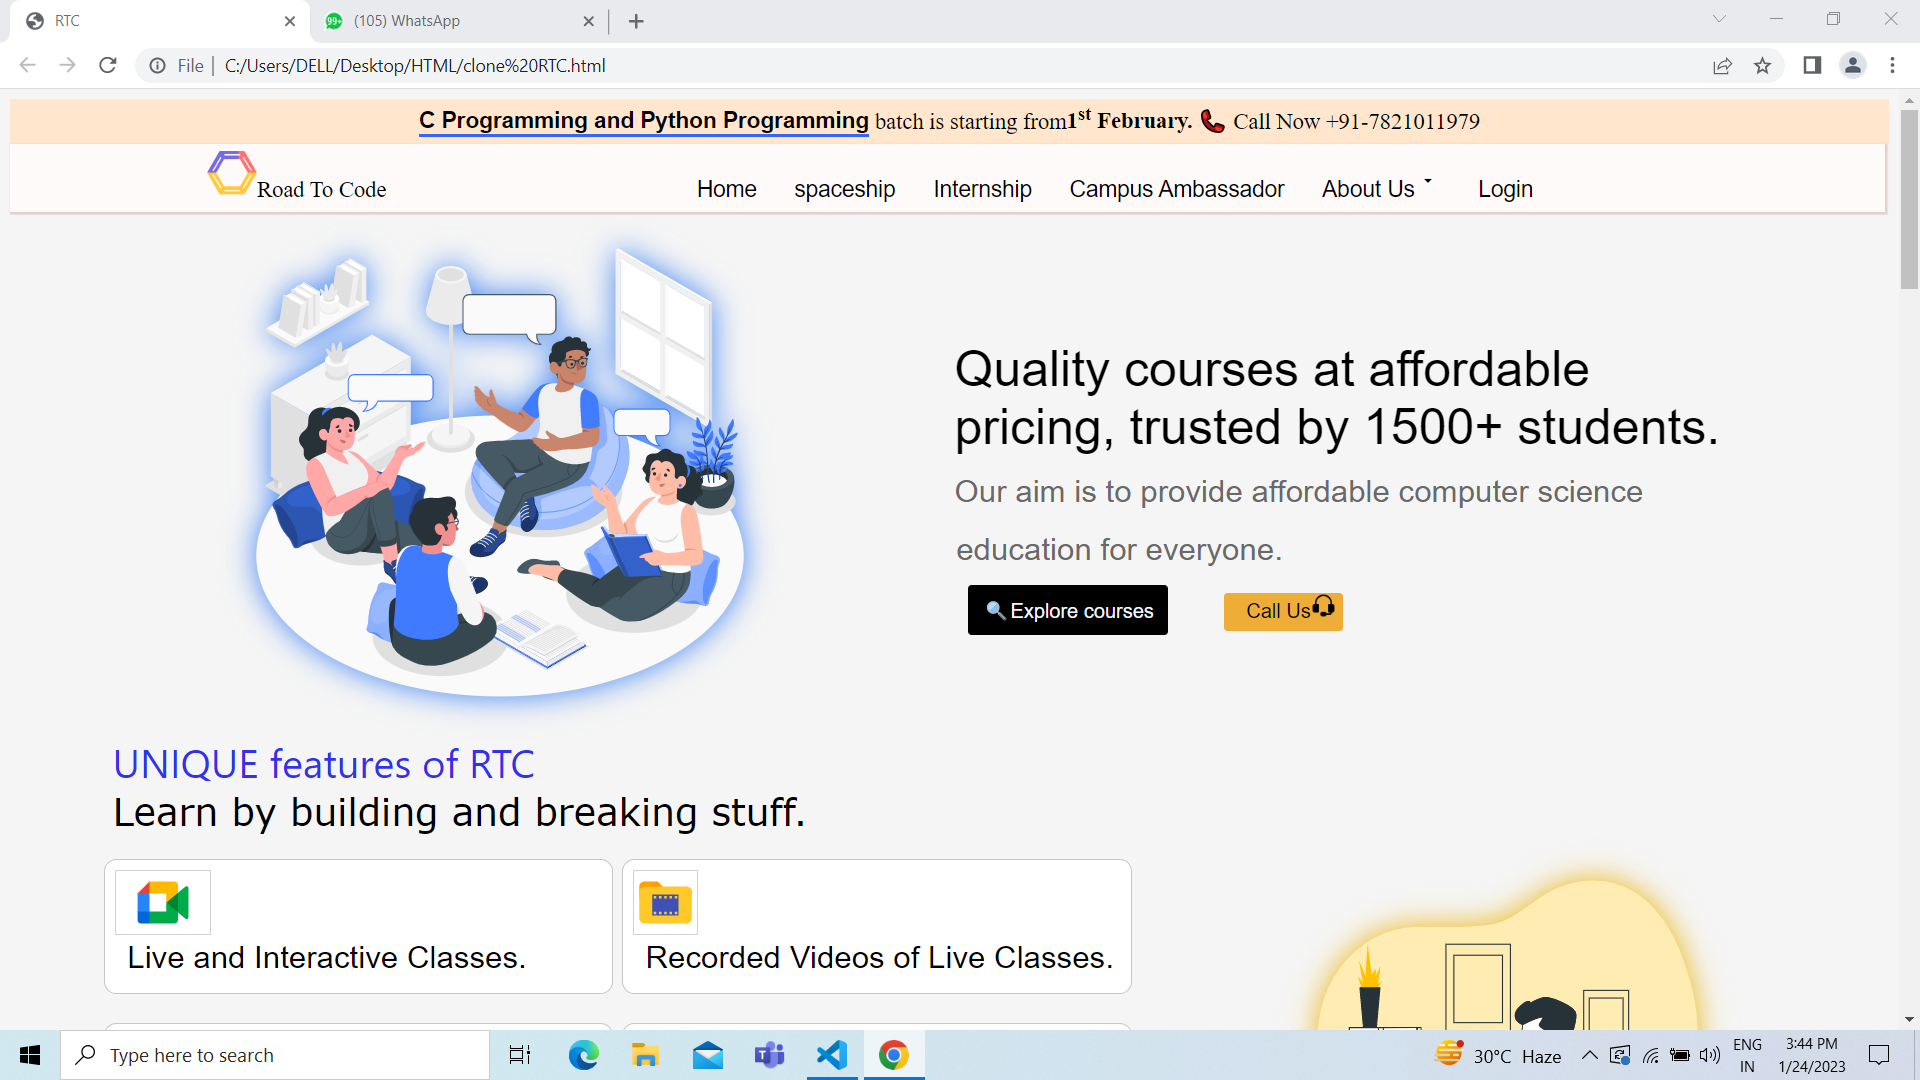 RTC
99+ (105) WhatsApp
File C:/Users/DELL/Desktop/HTML/clone%20RTC.html
C Programming and Python Programming batch is starting from1st February. 📞 Call Now +91-7821011979
Road To Code
Home spaceship Internship Campus Ambassador About Us Login
Quality courses at affordable
pricing, trusted by 1500+ students.
Our aim is to provide affordable computer science
education for everyone.
🔍Explore courses Call Us
UNIQUE features of RTC
Learn by building and breaking stuff.
Live and Interactive Classes. Recorded Videos of Live Classes.
Type here to search 30°C Haze ENG 3:44 PM
IN 1/24/2023